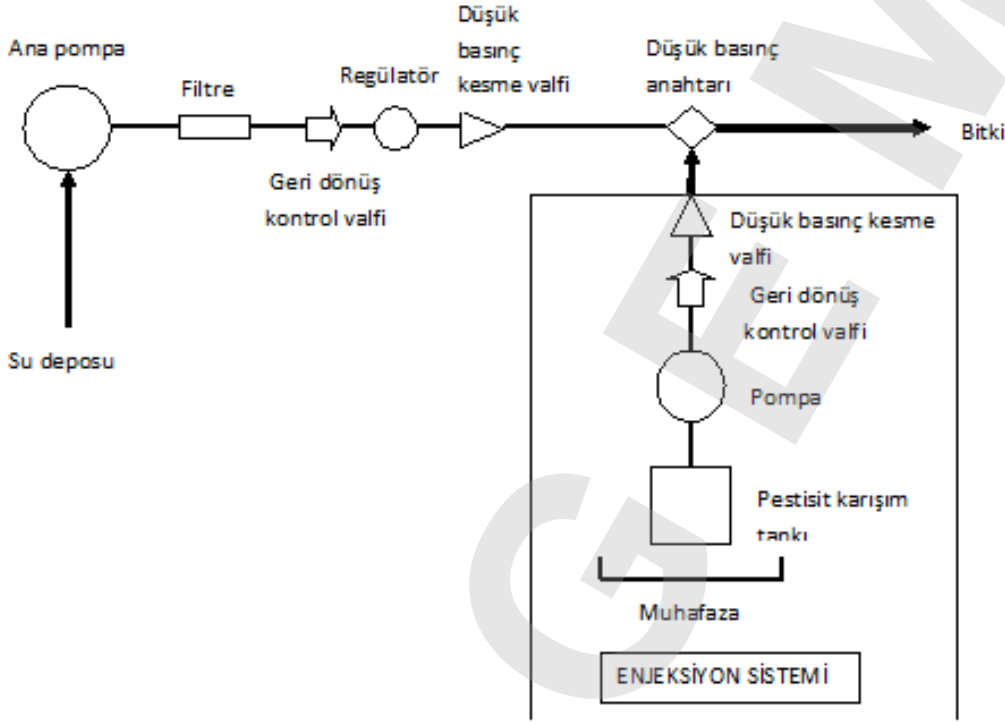 Ana pompa
Filtre
Regülatör
Düşük
basınç
kesme valfi
Düşük basınç
anahtarı
Bitki
Geri dönüş
kontrol valfi
Su deposu
Düşük basınç kesme
valfi
Geri dönüş
kontrol valfi
Pompa
Pestisit karışım
tankı
Muhafaza
ENJEKSİYON SİSTEMİ
G E M